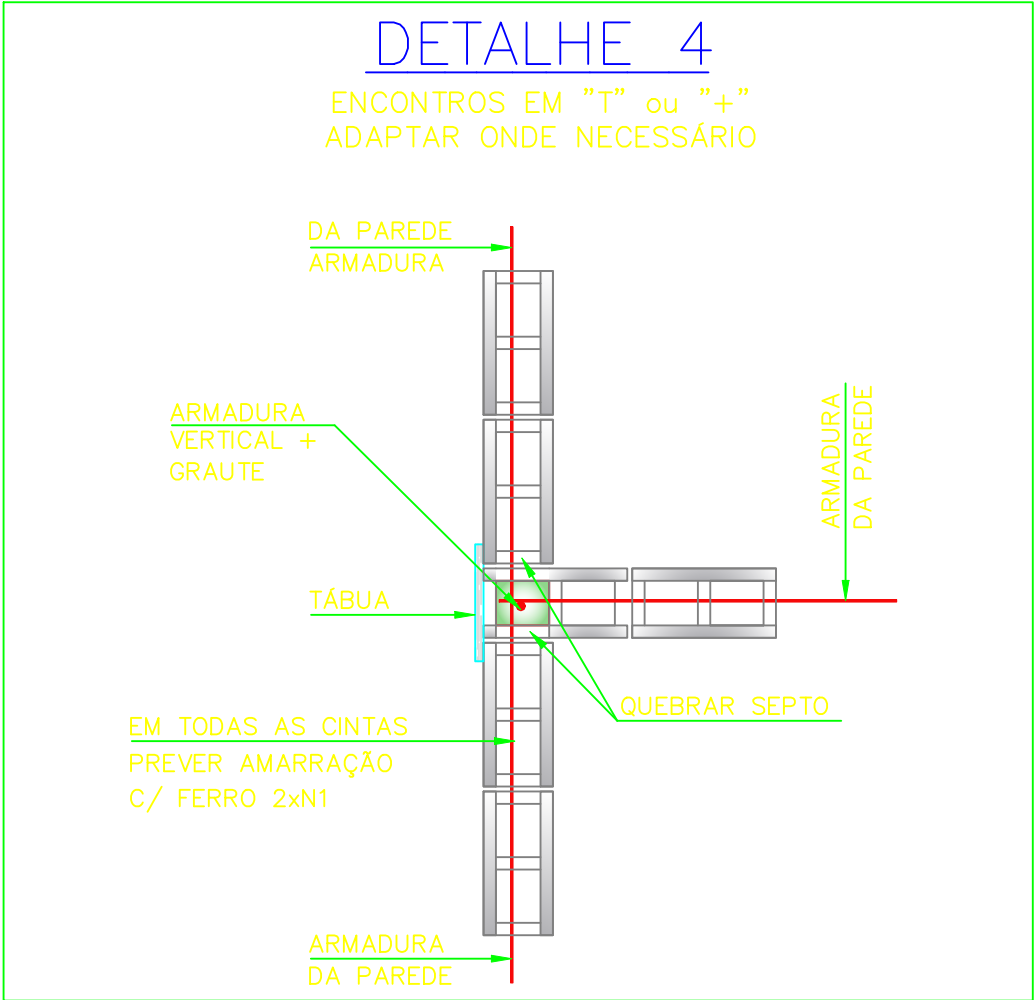 DETALHE 4
ENCONTROS EM "T" ou "+"
ADAPTAR ONDE NECESSÁRIO
DA PAREDE
ARMADURA
ARMADURA
VERTICAL +
GRAUTE
ARMADURA
DA PAREDE
TÁBUA
QUEBRAR SEPTO
EM TODAS AS CINTAS
PREVER AMARRAÇÃO
C/ FERRO 2xN1
ARMADURA
DA PAREDE